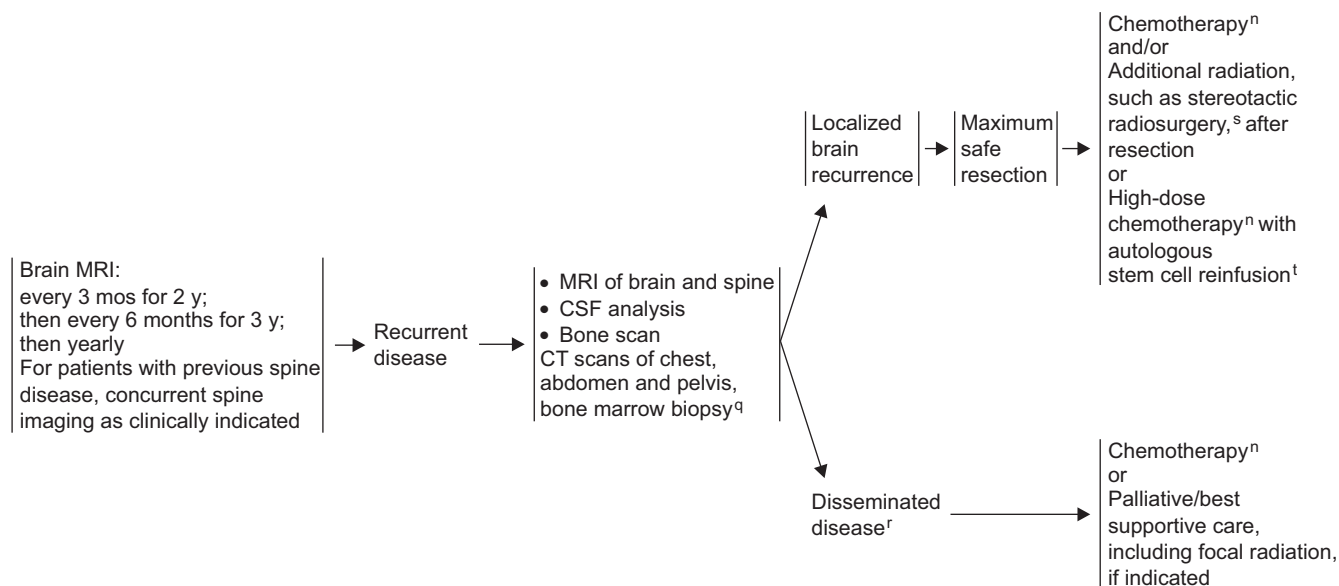 Brain MRI:
every 3 mos for 2 y;
then every 6 months for 3 y;
then yearly
For patients with previous spine
disease, concurrent spine
imaging as clinically indicated
Recurrent
disease
• MRI of brain and spine
• CSF analysis
• Bone scan
CT scans of chest,
abdomen and pelvis,
bone marrow biopsyq
Localized
brain
recurrence
Maximum
safe
resection
Chemotherapyn
and/or
Additional radiation,
such as stereotactic
radiosurgery,s after
resection
or
High-dose
chemotherapyn with
autologous
stem cell reinfusiont
Disseminated
diseaser
Chemotherapyn
or
Palliative/best
supportive care,
including focal radiation,
if indicated